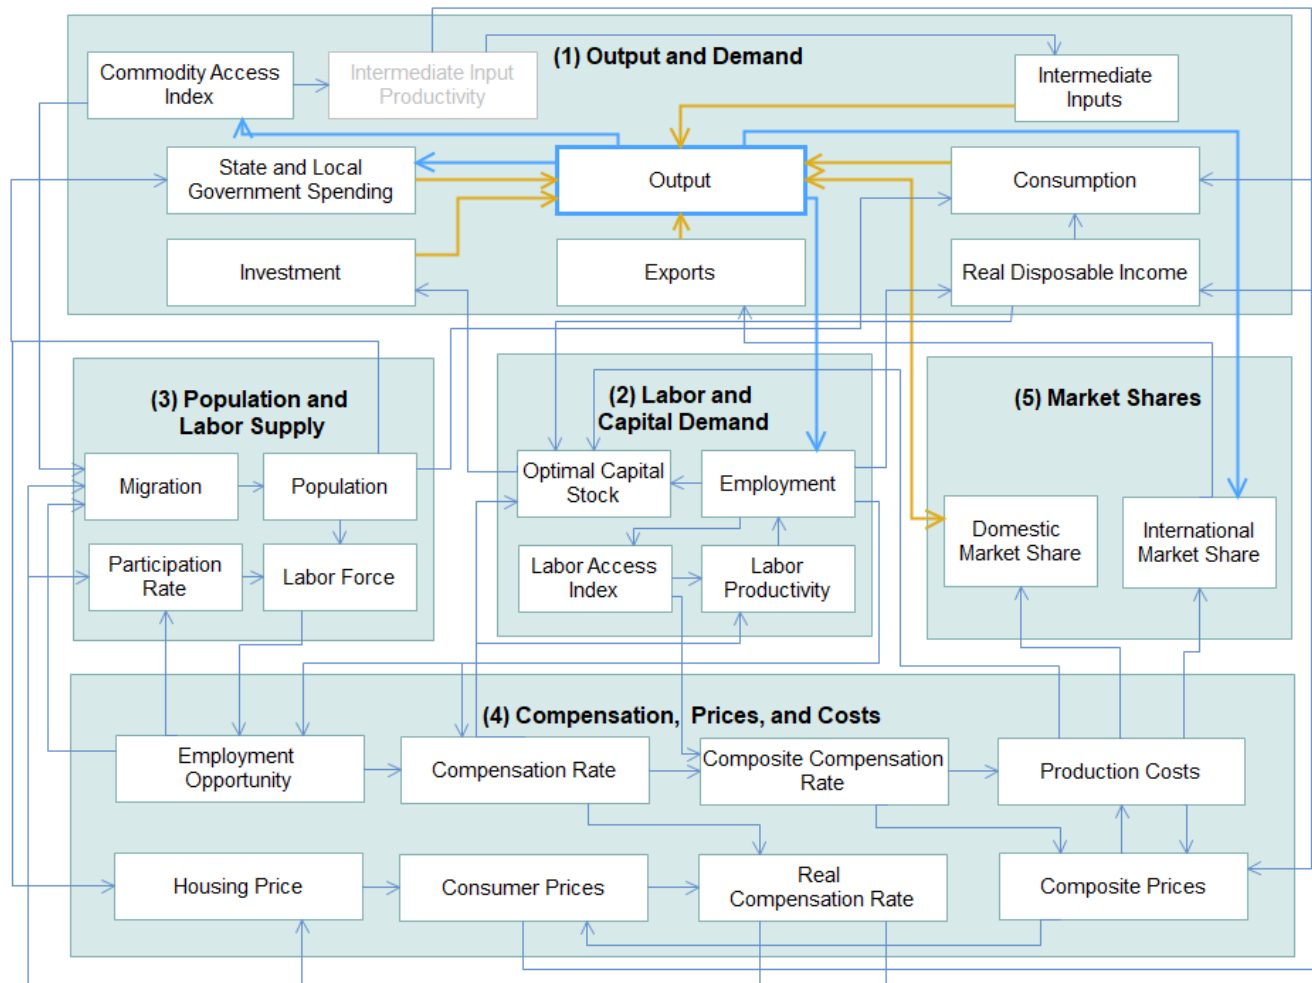 (1) Output and Demand
Commodity Access
Index
Intermediate Input
Productivity
Intermediate
Inputs
State and Local
Government Spending
Output
Consumption
Investment
Exports
Real Disposable Income
(3) Population and
Labor Supply
Migration
Population
Participation
Rate
Labor Force
(2) Labor and
Capital Demand
Optimal Capital
Stock
Employment
Labor Access
Index
Labor
Productivity
(5) Market Shares
Domestic
Market Share
International
Market Share
(4) Compensation, Prices, and Costs
Employment
Opportunity
Compensation Rate
Composite Compensation
Rate
Production Costs
Housing Price
Consumer Prices
Real
Compensation Rate
Composite Prices